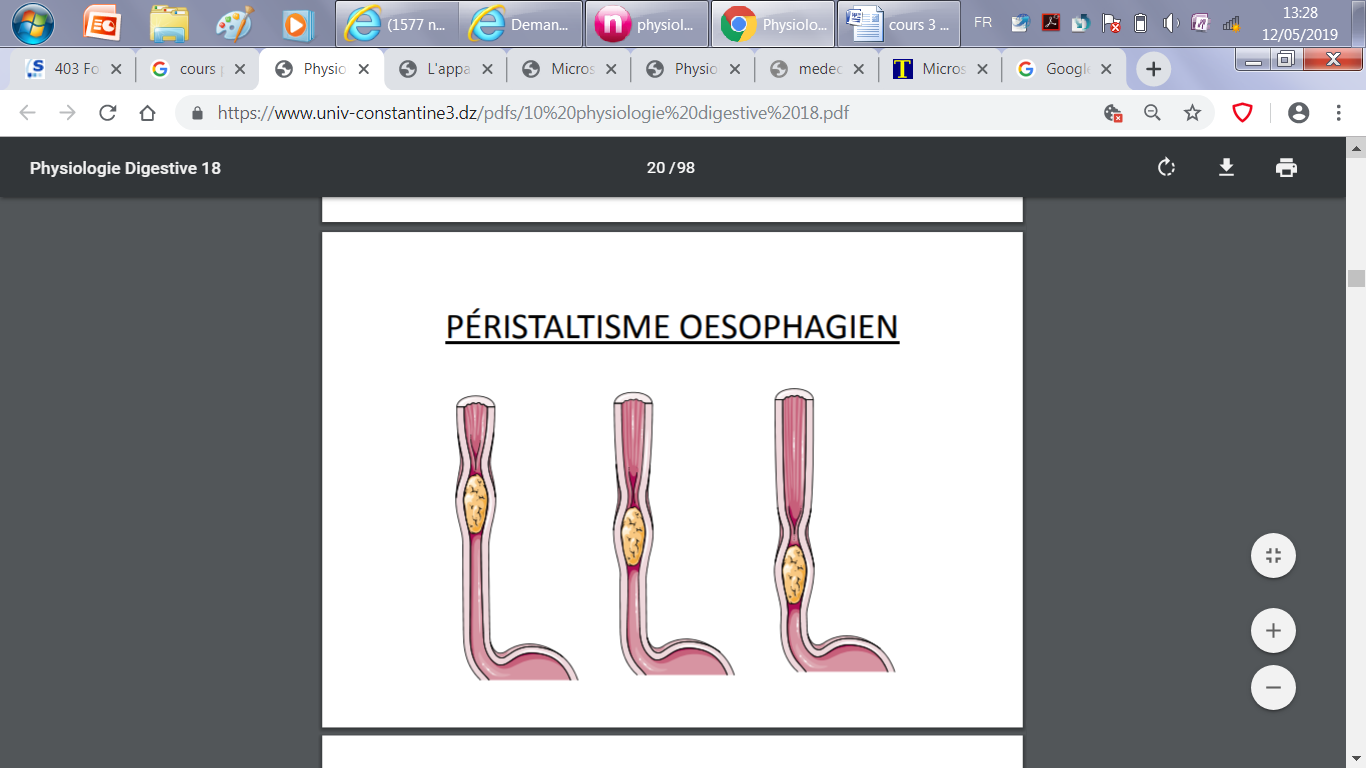 (1577 n...
Deman...
physiol...
Physiolo...
cours 3 ...
FR
13:28
12/05/2019
403 Fo
cours
Physio
L'appa
Micros
Physio
medec
Micros
Google
https://www.univ-constantine3.dz/pdfs/10%20physiologie%20digestive%2018.pdf
Physiologie Digestive 18
20 / 98
PÉRISTALTISME OESOPHAGIEN